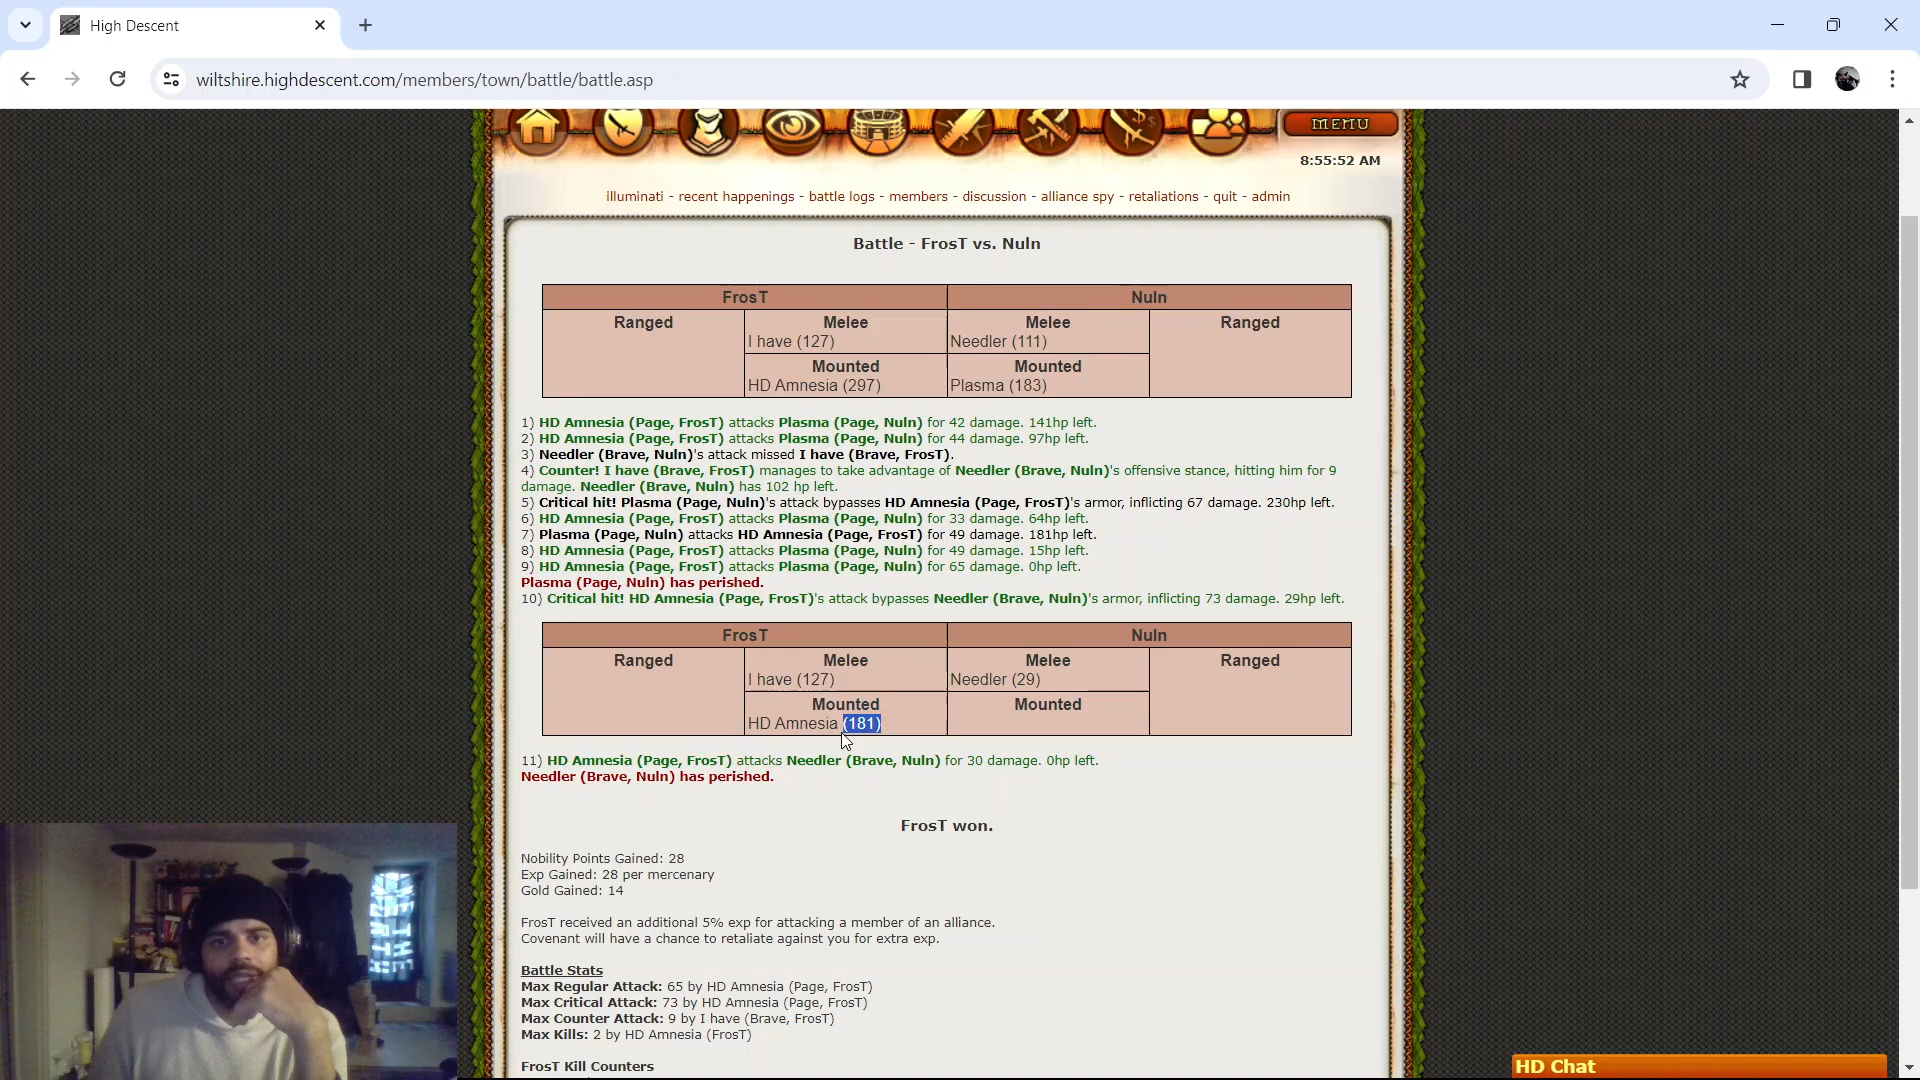 High Descent
wiltshire.highdescent.com/members/town/battle/battle.asp
MENU
8:55:52 AM
illuminati - recent happenings - battle logs - members - discussion - alliance spy - retaliations - quit - admin
Battle - FrosT vs. Nuln
FrosT Nuln
Ranged Melee Melee Ranged
I have (127) Needler (111)
Mounted Mounted
HD Amnesia (297) Plasma (183)
1) HD Amnesia (Page, FrosT) attacks Plasma (Page, Nuln) for 42 damage. 141hp left.
2) HD Amnesia (Page, FrosT) attacks Plasma (Page, Nuln) for 44 damage. 97hp left.
3) Needler (Brave, Nuln)'s attack missed I have (Brave, FrosT).
4) Counter! I have (Brave, FrosT) manages to take advantage of Needler (Brave, Nuln)'s offensive stance, hitting him for 9
damage. Needler (Brave, Nuln) has 102 hp left.
5) Critical hit! Plasma (Page, Nuln)'s attack bypasses HD Amnesia (Page, FrosT)'s armor, inflicting 67 damage. 230hp left.
6) HD Amnesia (Page, FrosT) attacks Plasma (Page, Nuln) for 33 damage. 64hp left.
7) Plasma (Page, Nuln) attacks HD Amnesia (Page, FrosT) for 49 damage. 181hp left.
8) HD Amnesia (Page, FrosT) attacks Plasma (Page, Nuln) for 49 damage. 15hp left.
9) HD Amnesia (Page, FrosT) attacks Plasma (Page, Nuln) for 65 damage. 0hp left.
Plasma (Page, Nuln) has perished.
10) Critical hit! HD Amnesia (Page, FrosT)'s attack bypasses Needler (Brave, Nuln)'s armor, inflicting 73 damage. 29hp left.
FrosT Nuln
Ranged Melee Melee Ranged
I have (127) Needler (29)
Mounted Mounted
HD Amnesia (181)
11) HD Amnesia (Page, FrosT) attacks Needler (Brave, Nuln) for 30 damage. 0hp left.
Needler (Brave, Nuln) has perished.
FrosT won.
Nobility Points Gained: 28
Exp Gained: 28 per mercenary
Gold Gained: 14
FrosT received an additional 5% exp for attacking a member of an alliance.
Covenant will have a chance to retaliate against you for extra exp.
Battle Stats
Max Regular Attack: 65 by HD Amnesia (Page, FrosT)
Max Critical Attack: 73 by HD Amnesia (Page, FrosT)
Max Counter Attack: 9 by I have (Brave, FrosT)
Max Kills: 2 by HD Amnesia (FrosT)
FrosT Kill Counters
HD Chat